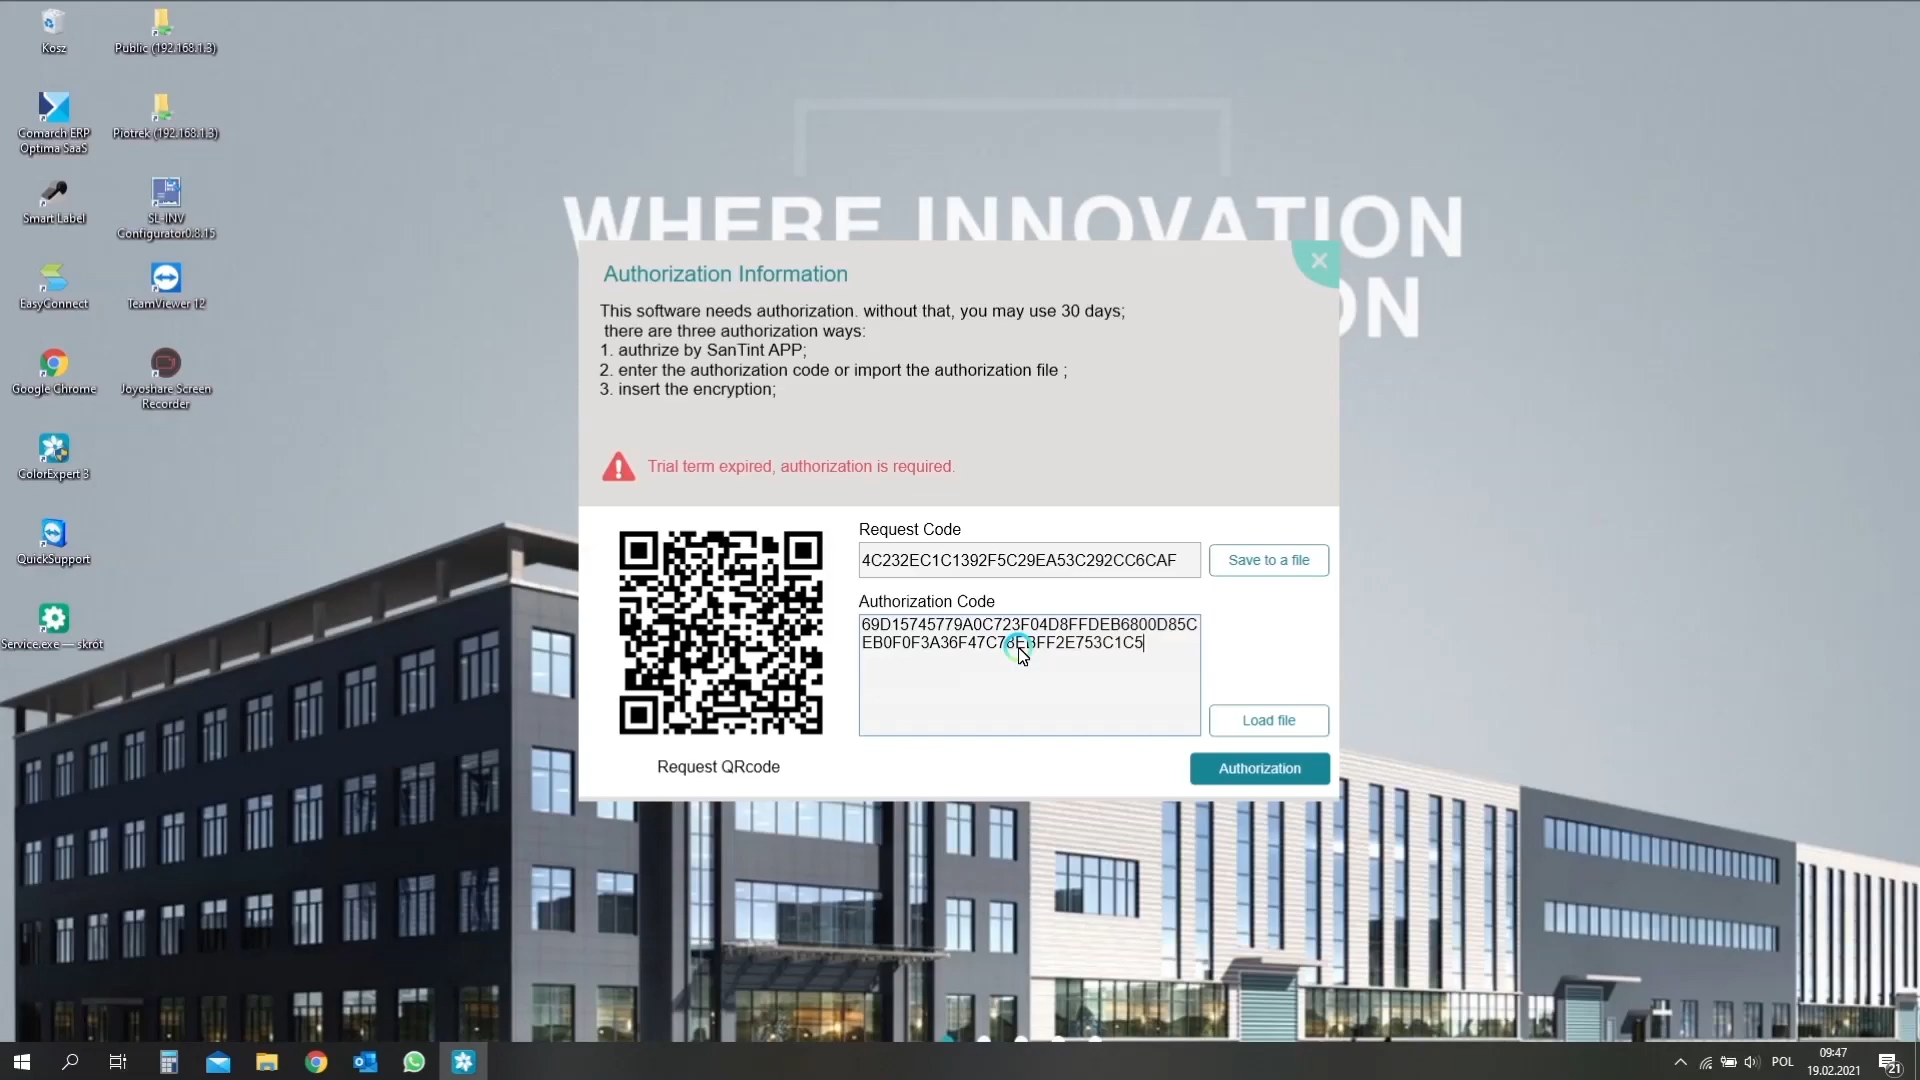 Kosz
Public (192.168.1.3)
Comarch ERP
Optima SaaS
Piotrek (192.168.1.3)
Smart Label
SL-INV
Configurator0.8.15
EasyConnect
TeamViewer 12
Google Chrome
Joyoshare Screen
Recorder
ColorExpert 3
QuickSupport
Service.exe — skrót
WHERE INNOVATION
ON
Authorization Information
This software needs authorization. without that, you may use 30 days;
there are three authorization ways:
1. authrize by SanTint APP;
2. enter the authorization code or import the authorization file ;
3. insert the encryption;
Trial term expired, authorization is required.
Request Code
4C232EC1C1392F5C29EA53C292CC6CAF
Save to a file
Authorization Code
69D15745779A0C723F04D8FFDEB6800D85C
EB0F0F3A36F47C78EBFF2E753C1C5
Load file
Request QRcode
Authorization
POL
09:47
19.02.2021
21